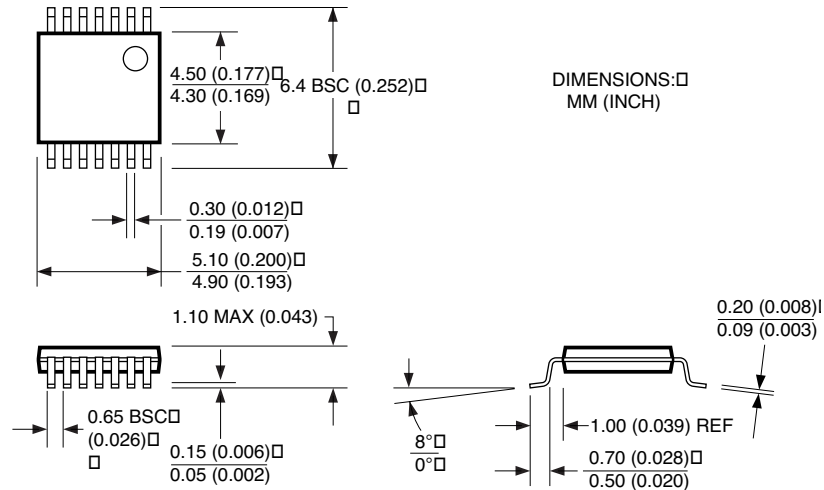 4.50 (0.177)
4.30 (0.169)
6.4 BSC (0.252)
DIMENSIONS:
MM (INCH)
0.30 (0.012)
0.19 (0.007)
5.10 (0.200)
4.90 (0.193)
1.10 MAX (0.043)
0.20 (0.008)
0.09 (0.003)
0.65 BSC
(0.026)
0.15 (0.006)
0.05 (0.002)
8°
0°
1.00 (0.039) REF
0.70 (0.028)
0.50 (0.020)